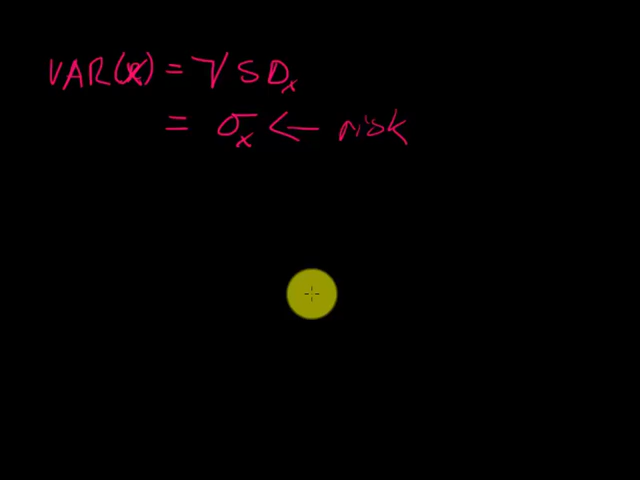 VAR(x) = √SDₓ
= σₓ ← risk